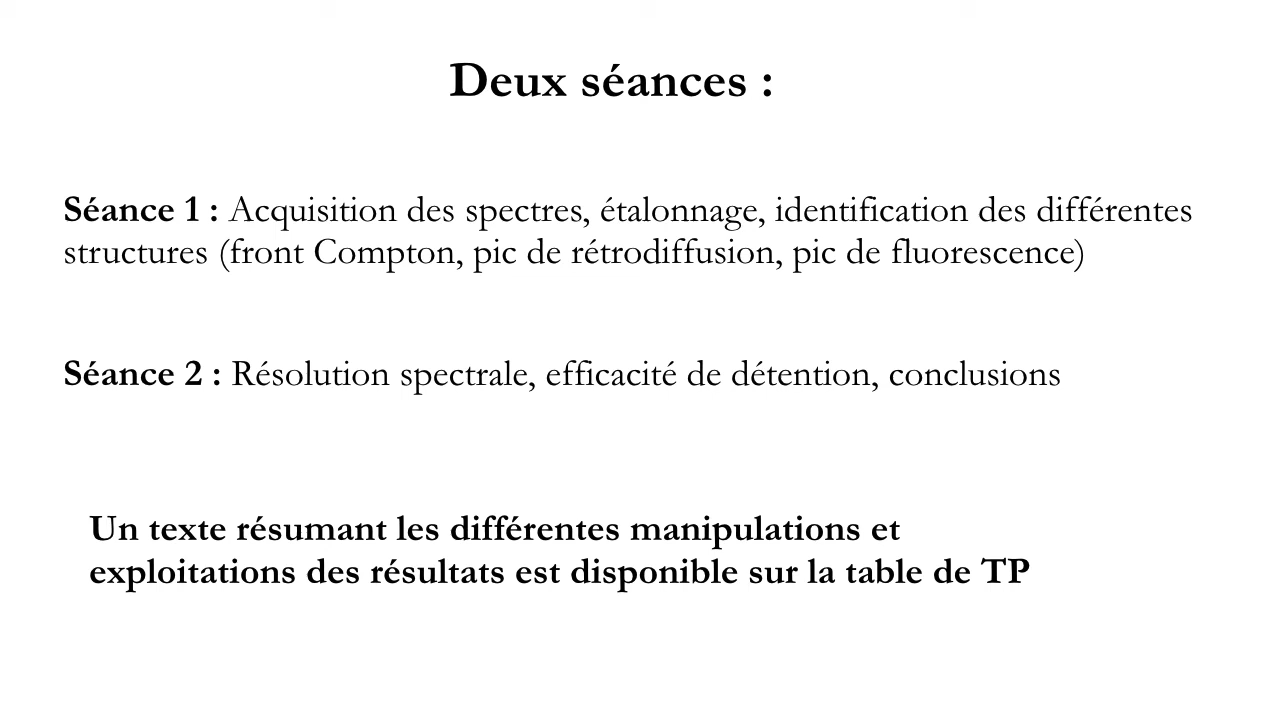 Deux séances :
Séance 1 : Acquisition des spectres, étalonnage, identification des différentes
structures (front Compton, pic de rétrodiffusion, pic de fluorescence)
Séance 2 : Résolution spectrale, efficacité de détention, conclusions
Un texte résumant les différentes manipulations et
exploitations des résultats est disponible sur la table de TP